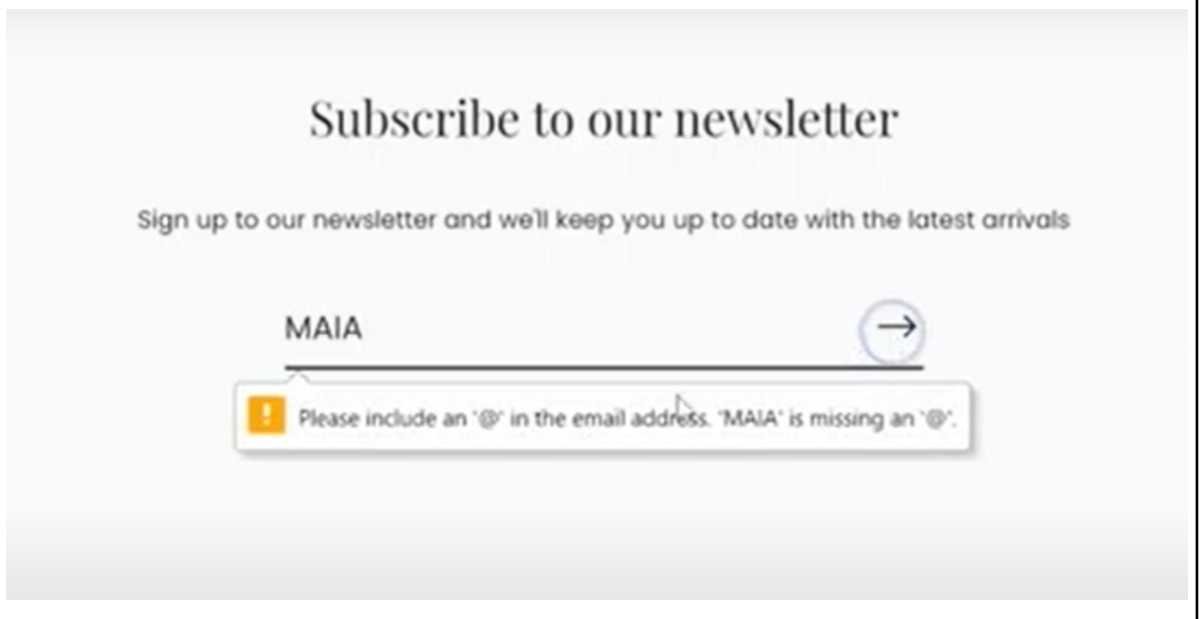 Subscribe to our newsletter
Sign up to our newsletter and we'll keep you up to date with the latest arrivals
MAIA
Please include an '@' in the email address. 'MAIA' is missing an '@'.